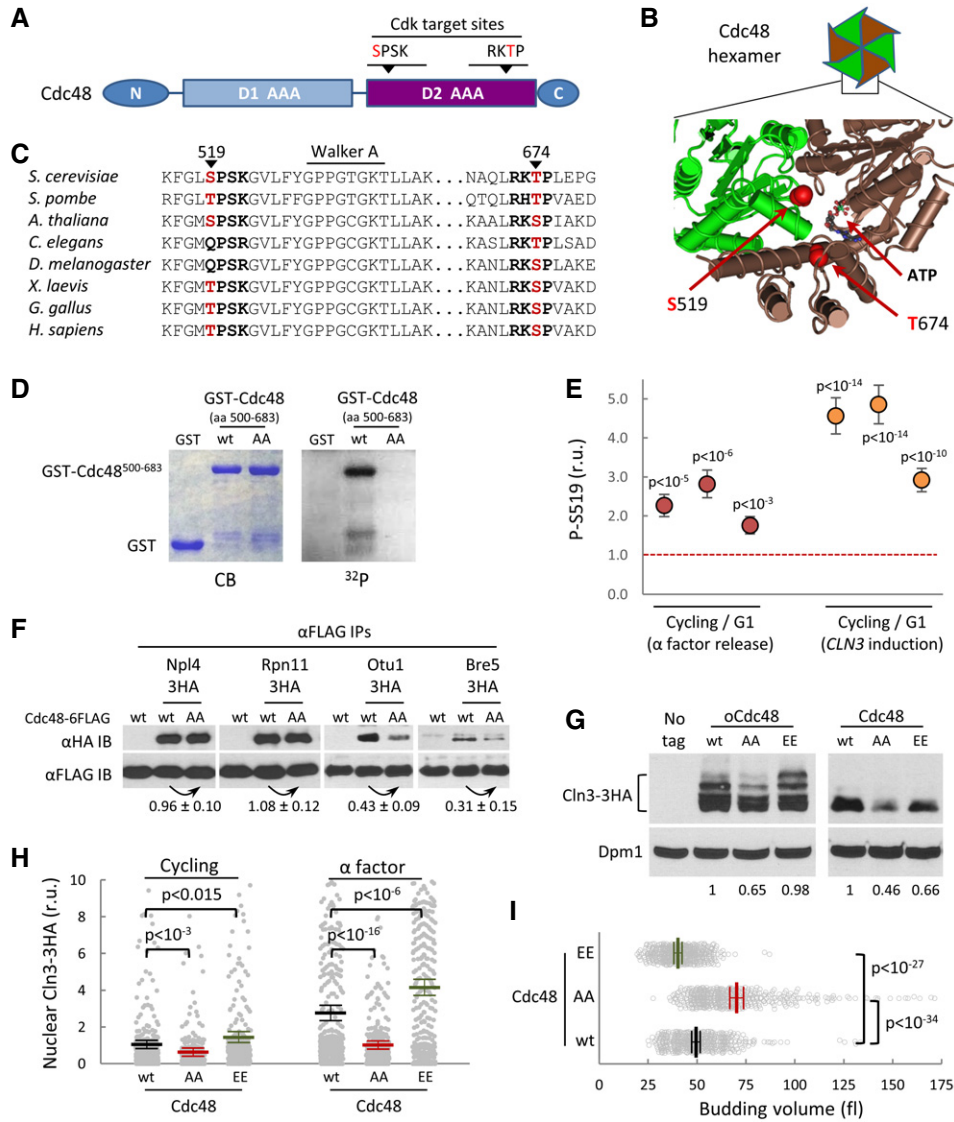 A
Cdk target sites
SPSK
RKTP
Cdc48
N
D1 AAA
D2 AAA
C
B
Cdc48
hexamer
ATP
S519
T674
C
519
Walker A
674
S. cerevisiae KFGLSPSKGVLFYGPPGTGKTLLAK...NAQLRKTPLEPG
S. pombe KFGLTPSKGVLFFGPPGTGKTLLAK...QTQLRHTPVAED
A. thaliana KFGMSPSKGVLFYGPPGCGKTLLAK...KAALRKSPVAKD
C. elegans KFGMQPSRGVLFYGPPGCGKTLLAK...KASLRKTPLSAD
D. melanogaster KFGMQPSRGVLFYGPPGCGKTLLAK...KANLRKSPLAKE
X. laevis KFGMTPSKGVLFYGPPGCGKTLLAK...KANLRKSPVAKD
G. gallus KFGMTPSKGVLFYGPPGCGKTLLAK...KANLRKSPVAKD
H. sapiens KFGMTPSKGVLFYGPPGCGKTLLAK...KANLRKSPVAKD
D
GST-Cdc48
(aa 500-683)
GST wt AA
GST-Cdc48
(aa 500-683)
GST wt AA
GST-Cdc48500-683
GST
CB
32P
E
P-S519 (r.u.)
5.0
4.0
3.0
2.0
1.0
0.0
p<10-5
p<10-6
p<10-3
p<10-14
p<10-14
p<10-10
Cycling / G1
(α factor release)
Cycling / G1
(CLN3 induction)
F
αFLAG IPs
Npl4
3HA
Rpn11
3HA
Otu1
3HA
Bre5
3HA
Cdc48-6FLAG wt wt AA wt wt AA wt wt AA wt wt AA
αHA IB
αFLAG IB
0.96 ± 0.10 1.08 ± 0.12 0.43 ± 0.09 0.31 ± 0.15
G
No
tag
oCdc48
wt AA EE
Cdc48
wt AA EE
Cln3-3HA
Dpm1
1 0.65 0.98 1 0.46 0.66
H
Nuclear Cln3-3HA (r.u.)
10
8
6
4
2
0
Cycling
p<0.015
p<10-3
α factor
p<10-6
p<10-16
wt AA EE
Cdc48
wt AA EE
Cdc48
I
Cdc48
EE
AA
wt
p<10-27
p<10-34
0 25 50 75 100 125 150 175
Budding volume (fl)